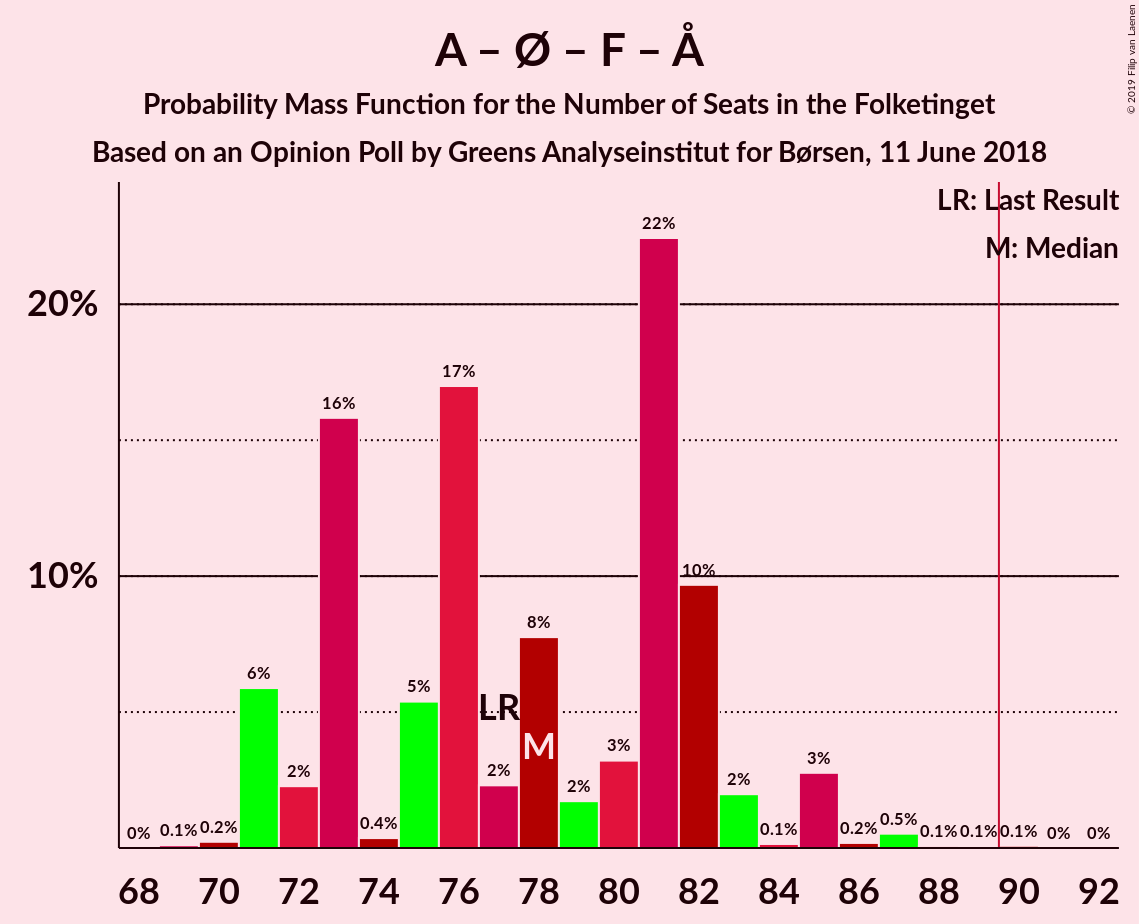 A – Ø – F – Å
Probability Mass Function for the Number of Seats in the Folketinget
Based on an Opinion Poll by Greens Analyseinstitut for Børsen, 11 June 2018
© 2019 Filip van Laenen
LR: Last Result
M: Median
22%
20%
17%
16%
10%
10%
8%
6%
5%
LR
M
3%
3%
2%
2%
2%
2%
0% 0.1% 0.2% 0.4% 0.1% 0.2% 0.5% 0.1% 0.1% 0.1% 0% 0%
68 70 72 74 76 78 80 82 84 86 88 90 92